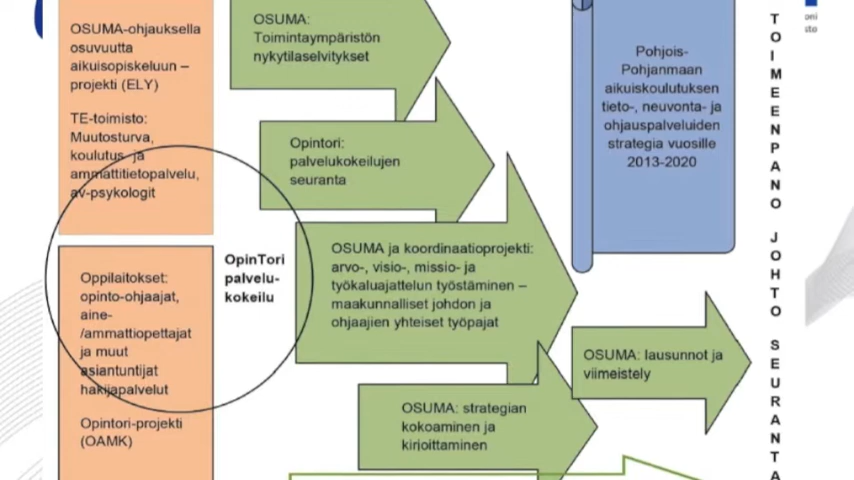 OSUMA-ohjauksella
osuvuutta
aikuisopiskeluun –
projekti (ELY)
TE-toimisto:
Muutosturva,
koulutus- ja
ammattitietopalvelu,
av-psykologit
Oppilaitokset:
opinto-ohjaajat,
aine-
/ammattiopettajat
ja muut
asiantuntijat
hakijapalvelut
Opintori-projekti
(OAMK)
OpinTori
palvelu-
kokeilu
OSUMA:
Toimintaympäristön
nykytilaselvitykset
Opintori:
palvelukokeilujen
seuranta
OSUMA ja koordinaatioprojekti:
arvo-, visio-, missio- ja
työkaluajattelun työstäminen –
maakunnalliset johdon ja
ohjaajien yhteiset työpajat
OSUMA: strategian
kokoaminen ja
kirjoittaminen
OSUMA: lausunnot ja
viimeistely
Pohjois-
Pohjanmaan
aikuiskoulutuksen
tieto-, neuvonta- ja
ohjauspalveluiden
strategia vuosille
2013-2020
TOIMEENPANO JOHTO SEURANTA